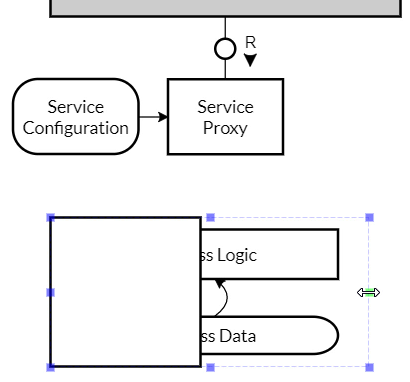 R
Service
Configuration
Service
Proxy
ss Logic
ss Data